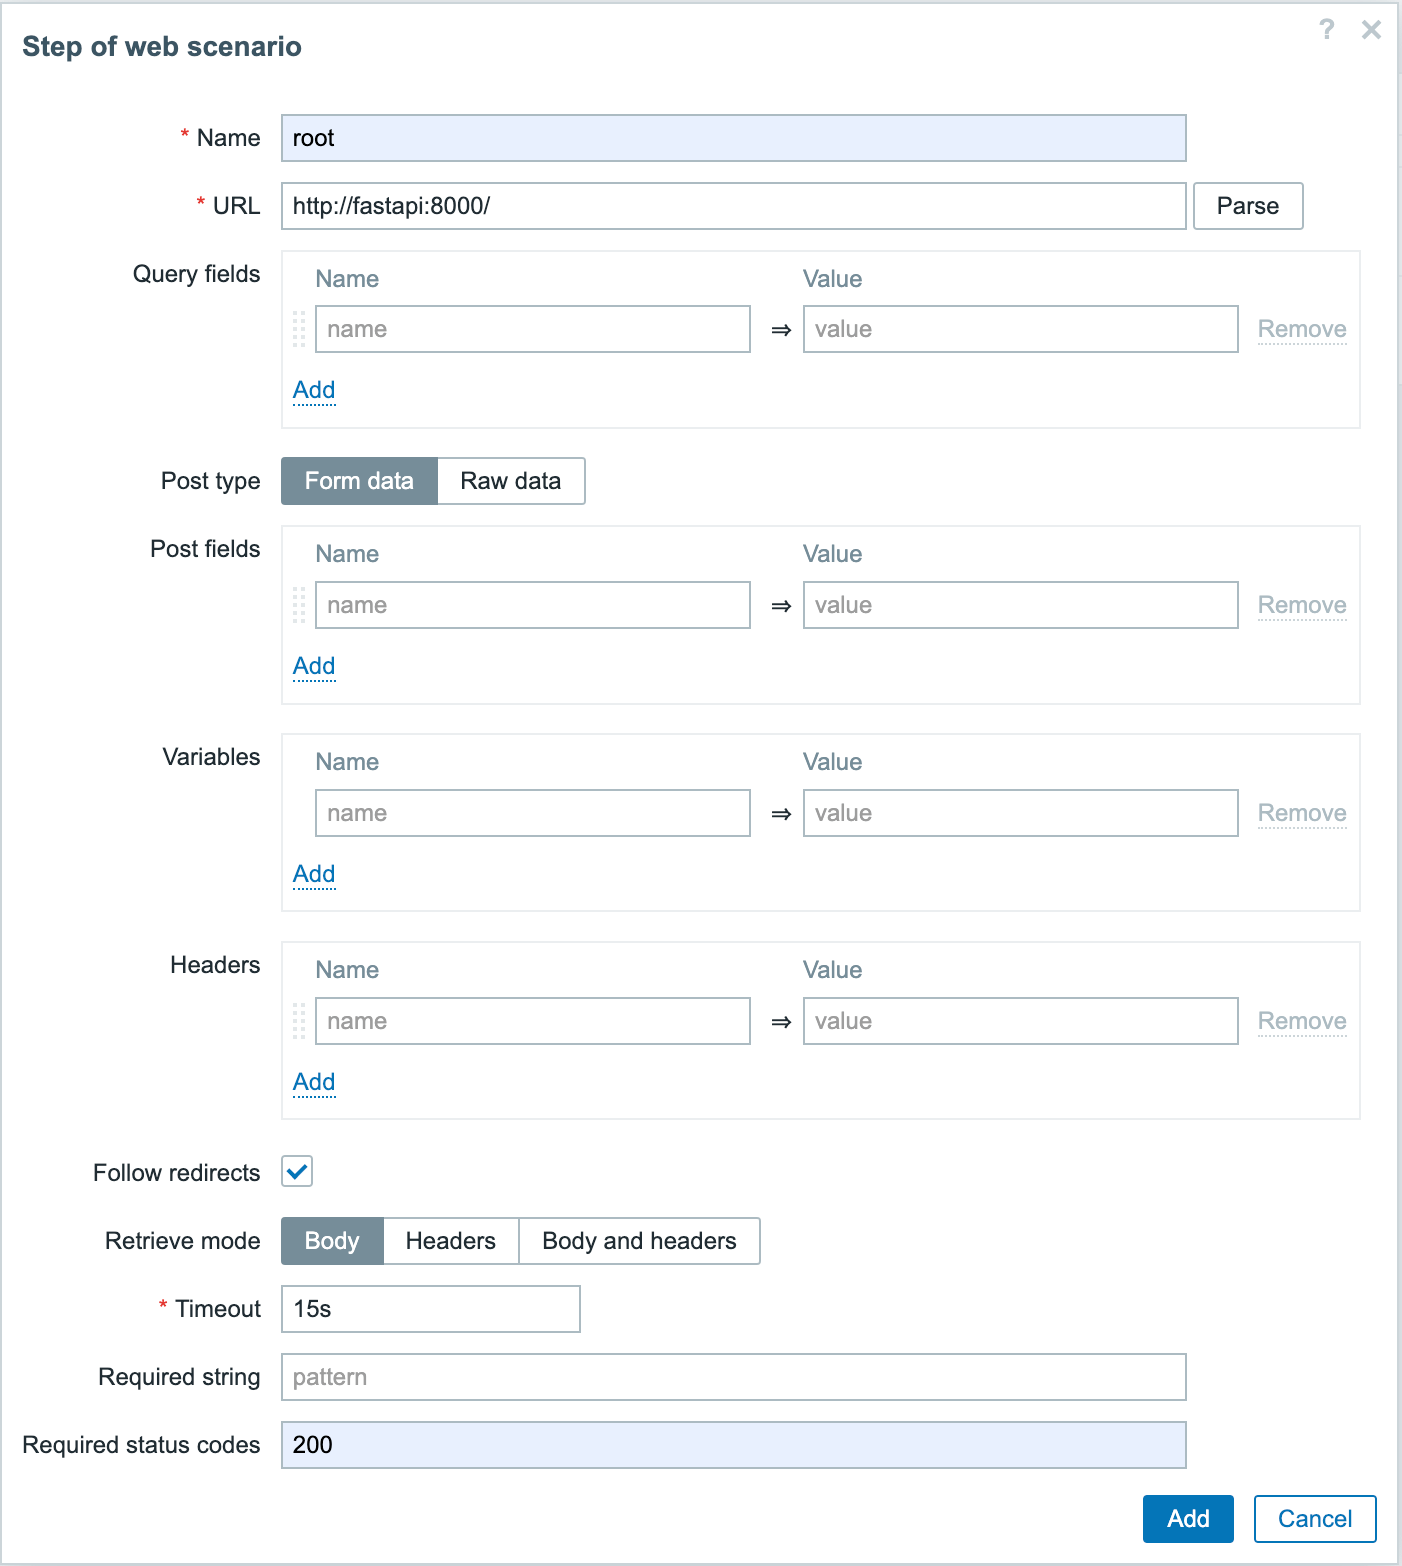 Step of web scenario ?
* Name root
* URL http://fastapi:8000/ Parse
Query fields Name Value
name ⇒ value Remove
Add
Post type Form data Raw data
Post fields Name Value
name ⇒ value Remove
Add
Variables Name Value
name ⇒ value Remove
Add
Headers Name Value
name ⇒ value Remove
Add
Follow redirects
Retrieve mode Body Headers Body and headers
* Timeout 15s
Required string pattern
Required status codes 200
Add Cancel